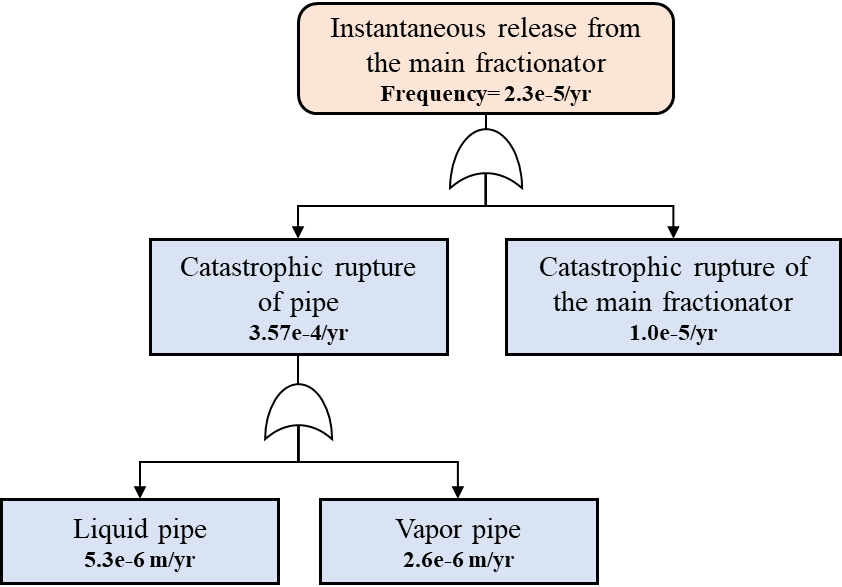 Instantaneous release from
the main fractionator
Frequency= 2.3e-5/yr
Catastrophic rupture
of pipe
3.57e-4/yr
Catastrophic rupture of
the main fractionator
1.0e-5/yr
Liquid pipe
5.3e-6 m/yr
Vapor pipe
2.6e-6 m/yr